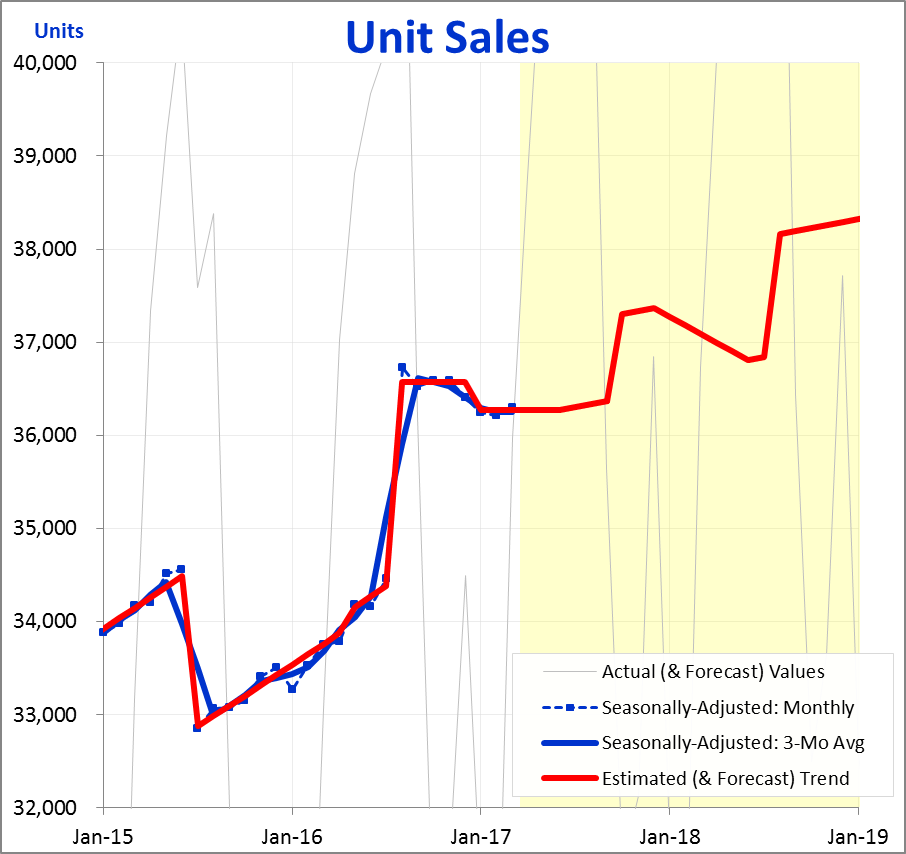 Units
Unit Sales
40,000
39,000
38,000
37,000
36,000
35,000
34,000
33,000
32,000
Actual (& Forecast) Values
Seasonally-Adjusted: Monthly
Seasonally-Adjusted: 3-Mo Avg
Estimated (& Forecast) Trend
Jan-15 Jan-16 Jan-17 Jan-18 Jan-19